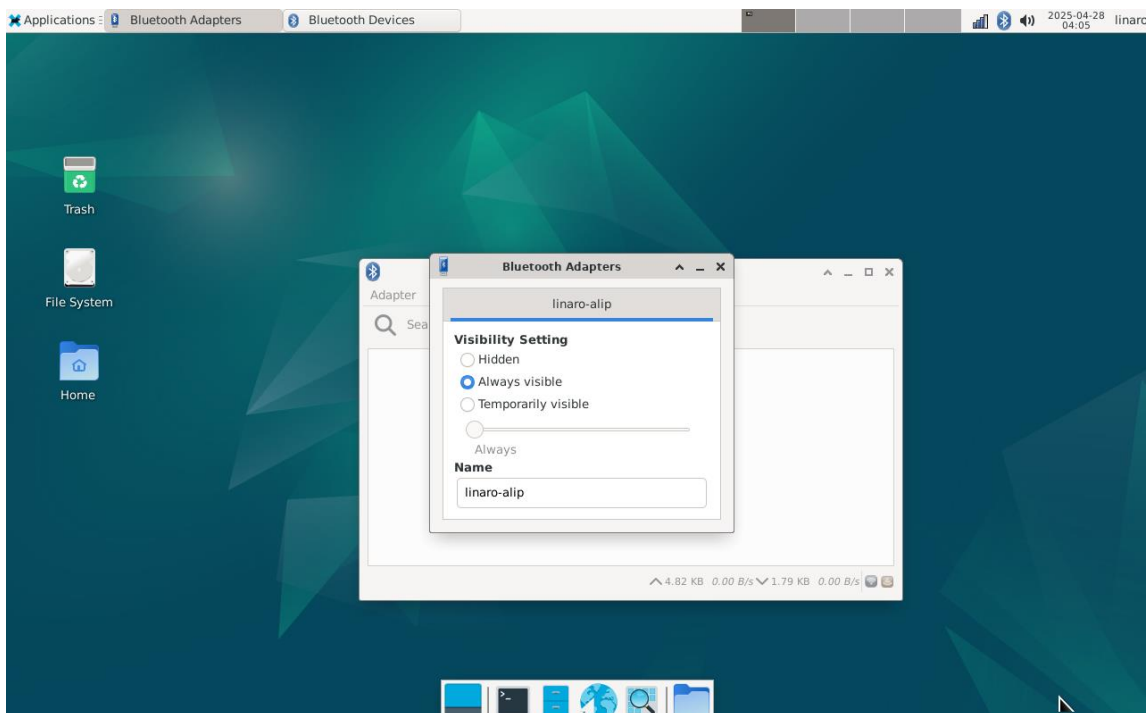 Applications
Bluetooth Adapters
Bluetooth Devices
2025-04-28
04:05
linaro
Trash
File System
Home
Bluetooth Adapters
Adapter
linaro-alip
Sea
Visibility Setting
Hidden
Always visible
Temporarily visible
Always
Name
linaro-alip
4.82 KB 0.00 B/s 1.79 KB 0.00 B/s